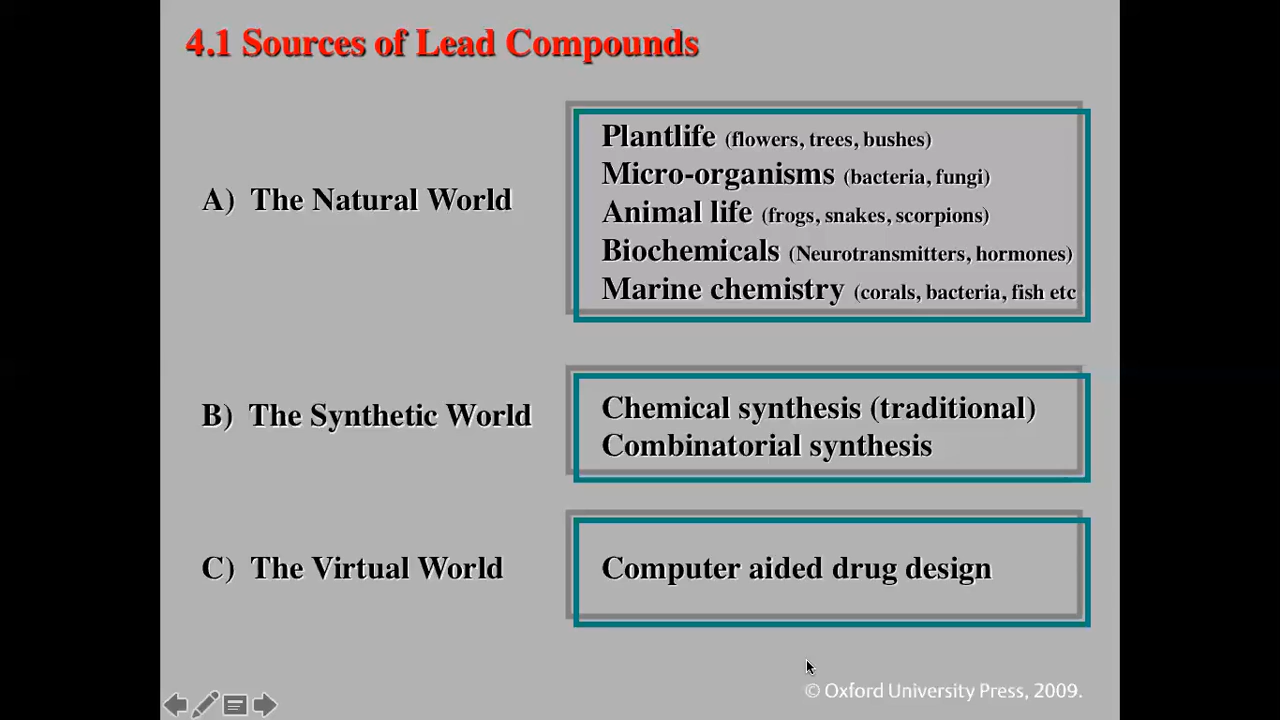 4.1 Sources of Lead Compounds
A) The Natural World
Plantlife (flowers, trees, bushes)
Micro-organisms (bacteria, fungi)
Animal life (frogs, snakes, scorpions)
Biochemicals (Neurotransmitters, hormones)
Marine chemistry (corals, bacteria, fish etc
B) The Synthetic World
Chemical synthesis (traditional)
Combinatorial synthesis
C) The Virtual World
Computer aided drug design
© Oxford University Press, 2009.